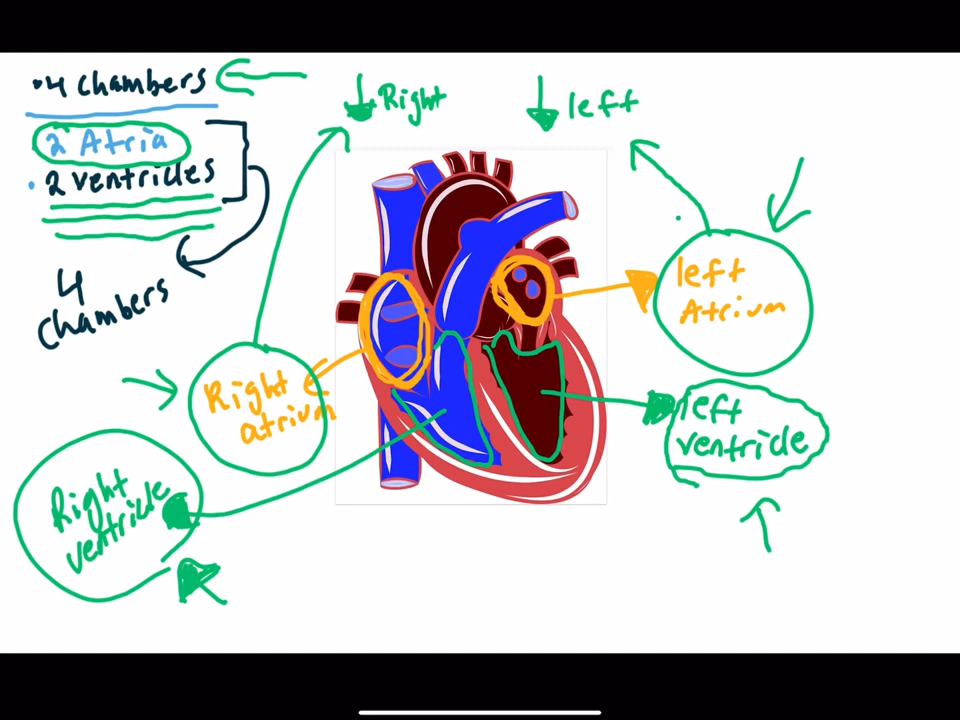 •4 chambers
2 Atria
• 2 ventricles
4
chambers
Right
left
left
Atrium
Right
atrium
left
ventricle
Right
ventricle